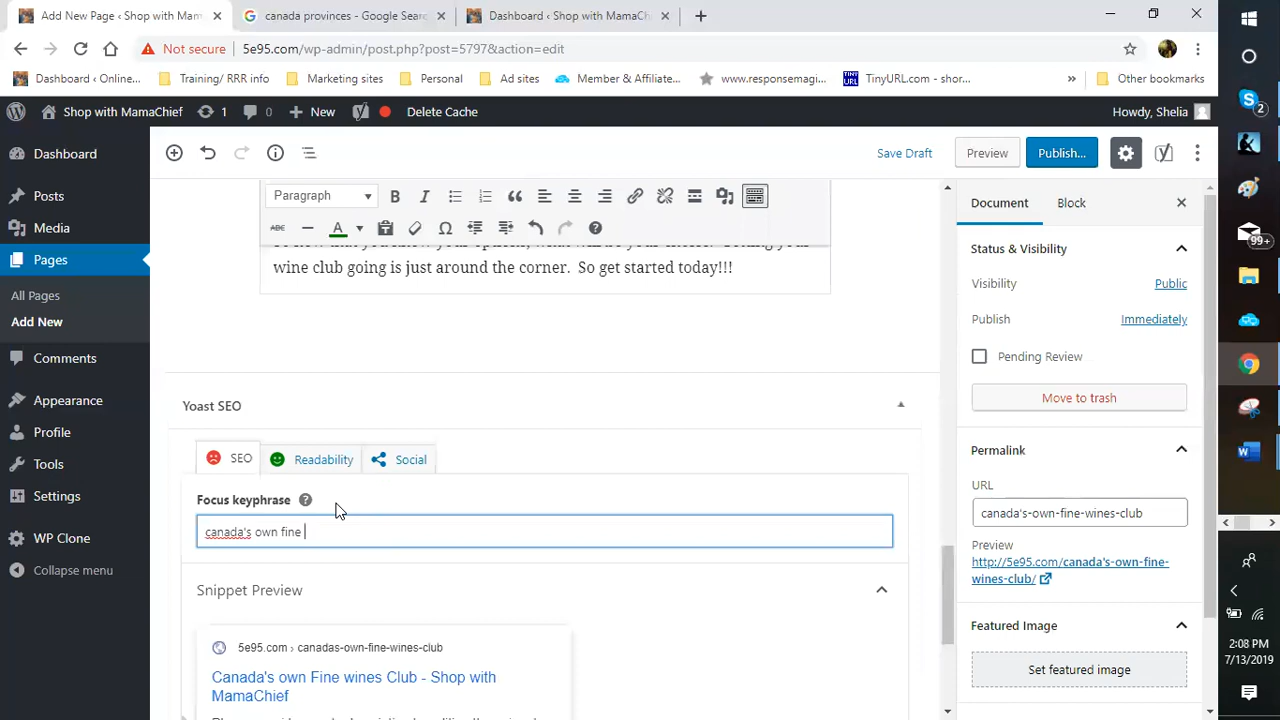 Add New Page ‹ Shop with MamaC
canada provinces - Google Sear
Dashboard ‹ Shop with MamaChi
Not secure
5e95.com/wp-admin/post.php?post=5797&action=edit
Dashboard ‹ Online...
Training/ RRR info
Marketing sites
Personal
Ad sites
Member & Affiliate...
www.responsemagi...
TinyURL.com - shor...
»
Other bookmarks
Shop with MamaChief
1
0
New
Delete Cache
Howdy, Shelia
2
99+
Dashboard
Posts
Media
Pages
All Pages
Add New
Comments
Appearance
Profile
Tools
Settings
WP Clone
Collapse menu
Save Draft
Preview
Publish...
Paragraph
B
I
ABC
A
wine club going is just around the corner.  So get started today!!!
Yoast SEO
SEO
Readability
Social
Focus keyphrase
canada's own fine
Snippet Preview
5e95.com › canadas-own-fine-wines-club
Canada's own Fine wines Club - Shop with
MamaChief
Document
Block
Status & Visibility
Visibility
Public
Publish
Immediately
Pending Review
Move to trash
Permalink
URL
canada's-own-fine-wines-club
Preview
http://5e95.com/canada's-own-fine-
wines-club/
Featured Image
Set featured image
2:08 PM
7/13/2019